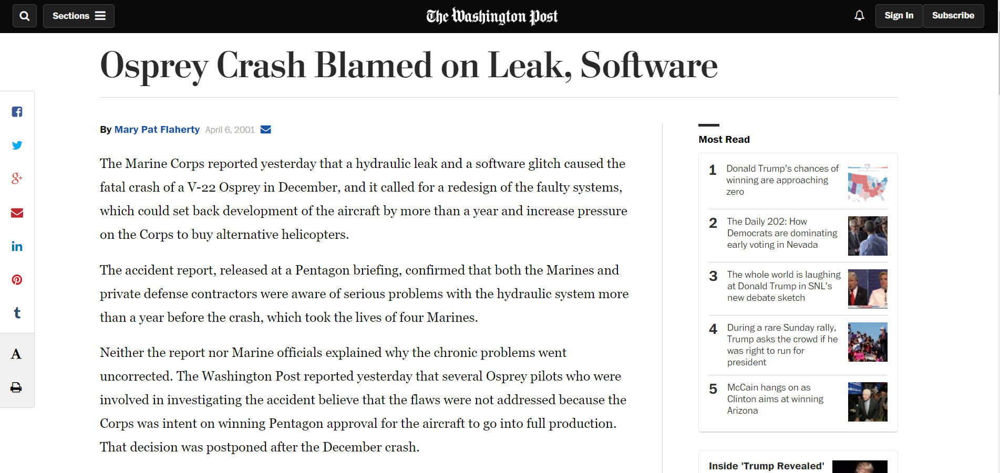 Sections
The Washington Post
Sign In
Subscribe
Osprey Crash Blamed on Leak, Software
By Mary Pat Flaherty April 6, 2001
The Marine Corps reported yesterday that a hydraulic leak and a software glitch caused the
fatal crash of a V-22 Osprey in December, and it called for a redesign of the faulty systems,
which could set back development of the aircraft by more than a year and increase pressure
on the Corps to buy alternative helicopters.
The accident report, released at a Pentagon briefing, confirmed that both the Marines and
private defense contractors were aware of serious problems with the hydraulic system more
than a year before the crash, which took the lives of four Marines.
Neither the report nor Marine officials explained why the chronic problems went
uncorrected. The Washington Post reported yesterday that several Osprey pilots who were
involved in investigating the accident believe that the flaws were not addressed because the
Corps was intent on winning Pentagon approval for the aircraft to go into full production.
That decision was postponed after the December crash.
A
Most Read
1 Donald Trump's chances of
winning are approaching
zero
2 The Daily 202: How
Democrats are dominating
early voting in Nevada
3 The whole world is laughing
at Donald Trump in SNL's
new debate sketch
4 During a rare Sunday rally,
Trump asks the crowd if he
was right to run for
president
5 McCain hangs on as
Clinton aims at winning
Arizona
Inside 'Trump Revealed'